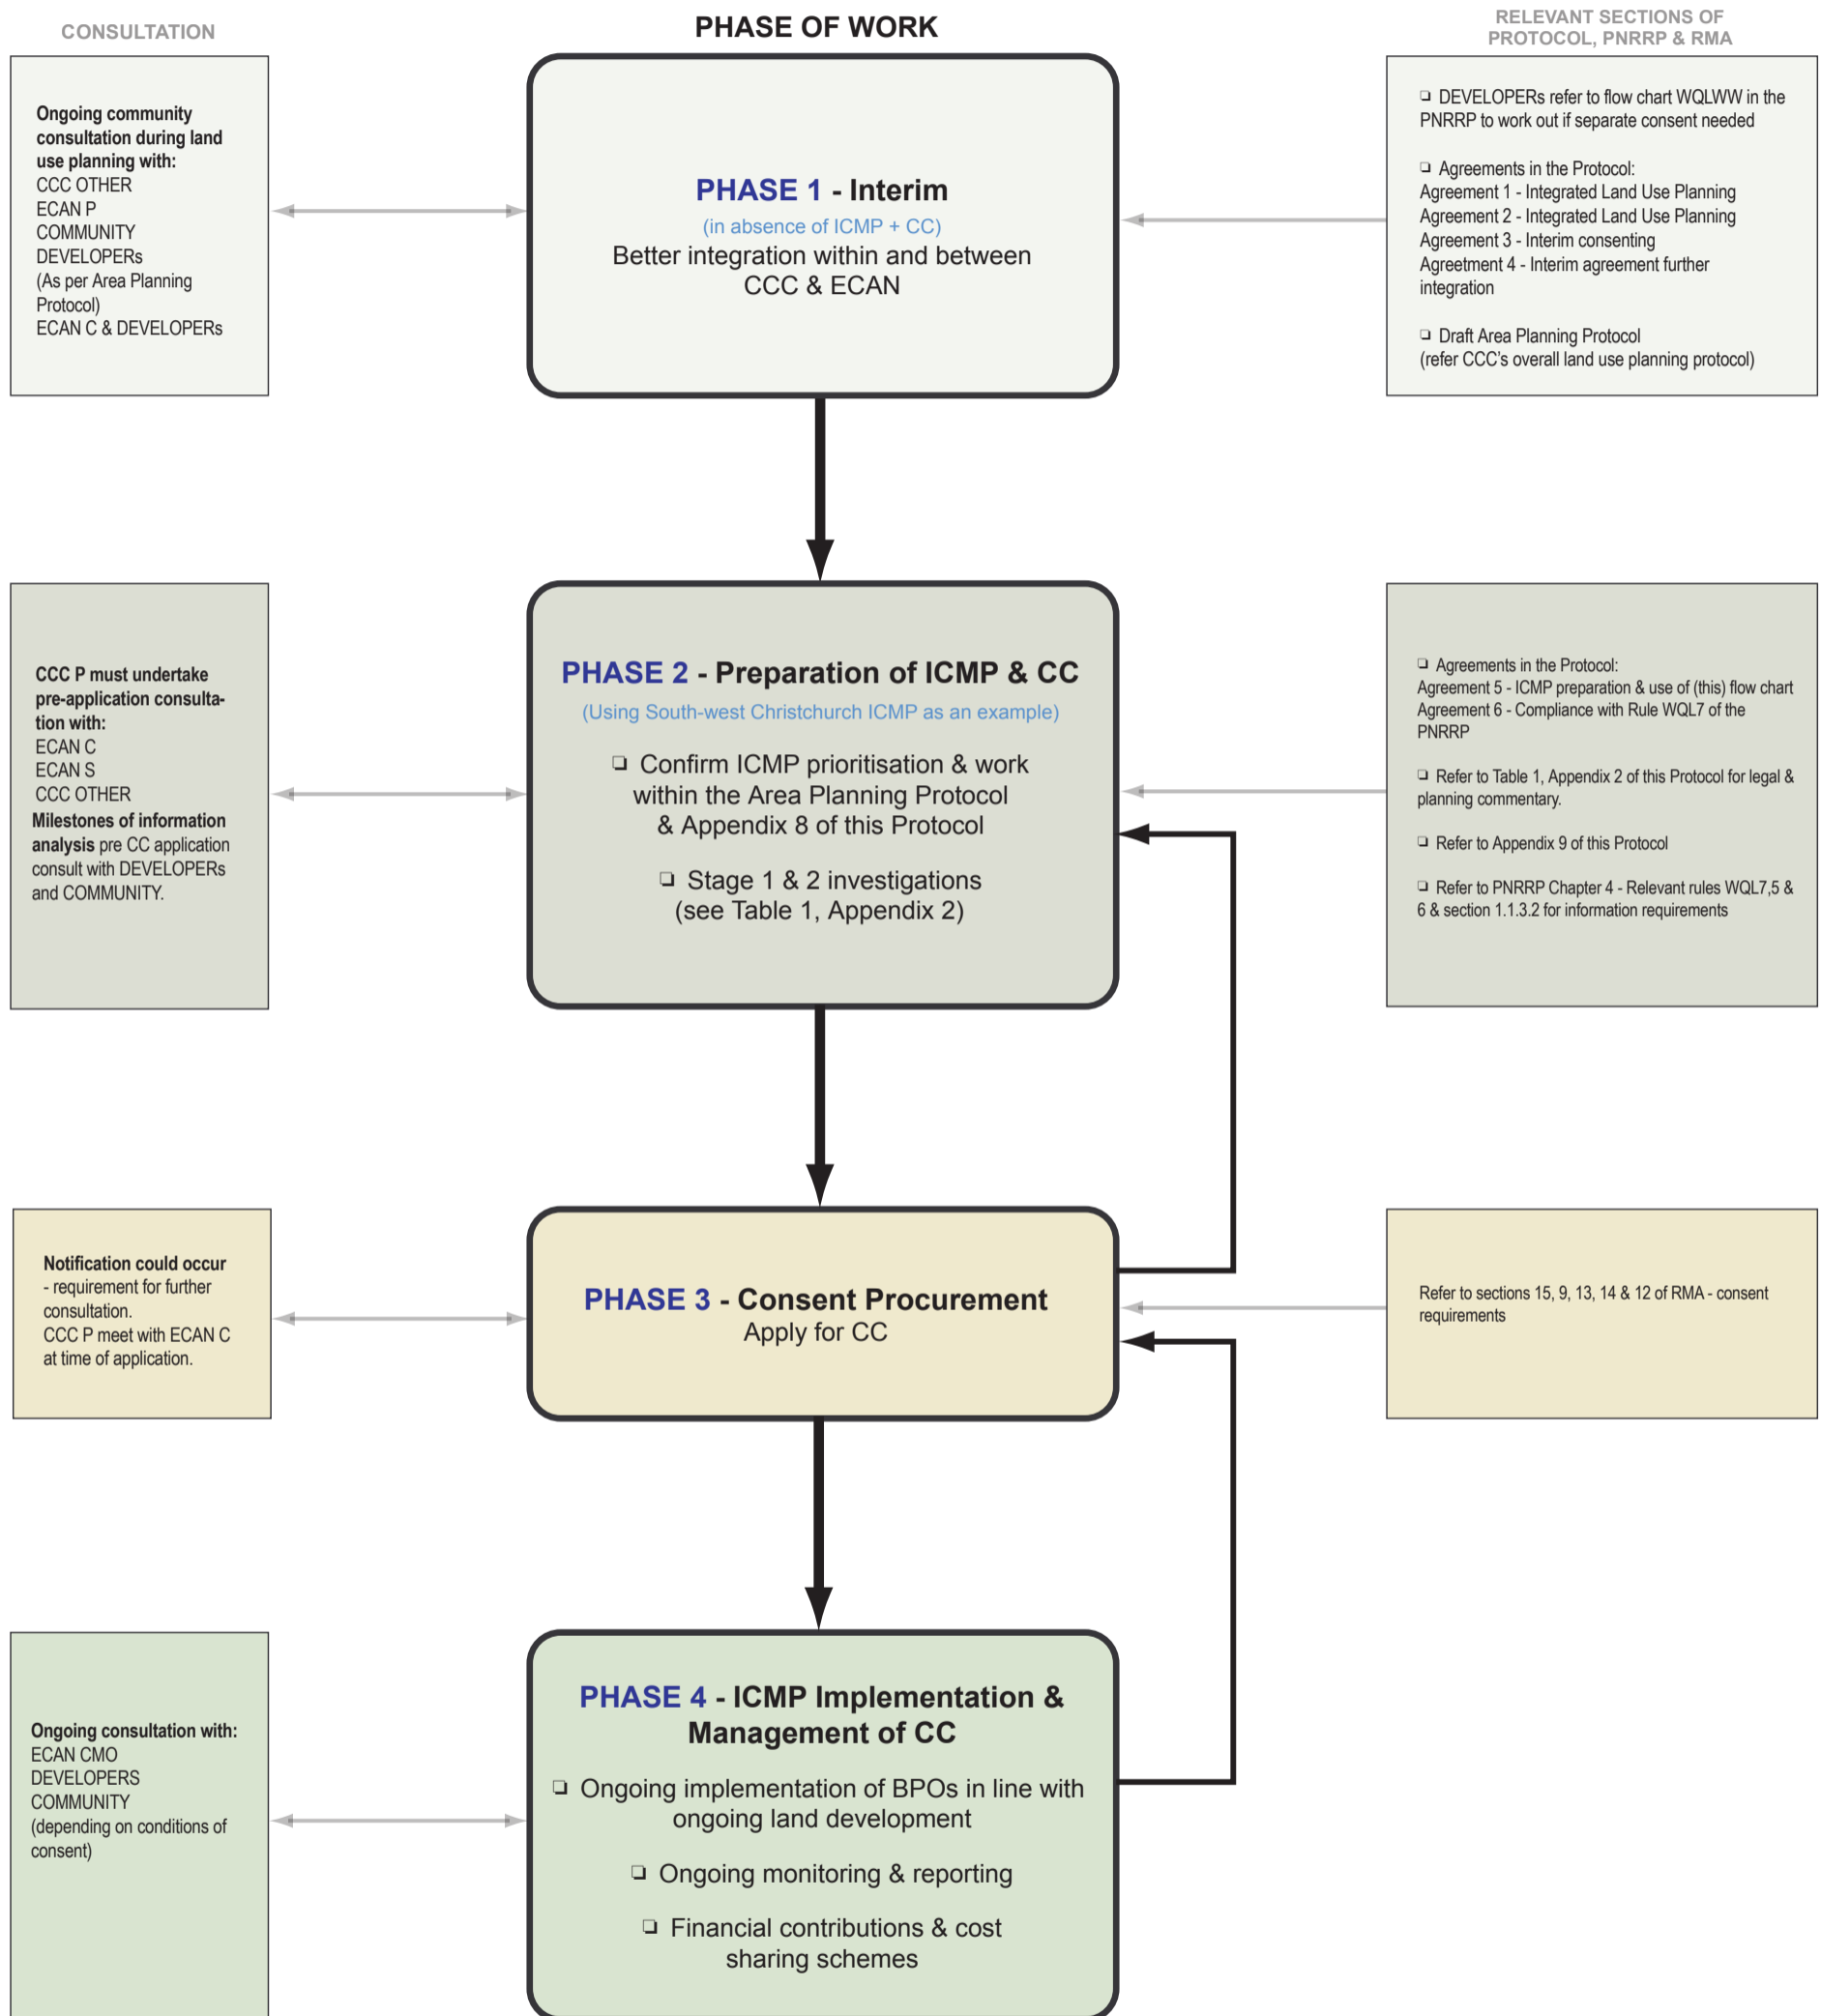 CONSULTATION
PHASE OF WORK
RELEVANT SECTIONS OF
PROTOCOL, PNRRP & RMA
Ongoing community
consultation during land
use planning with:
CCC OTHER
ECAN P
COMMUNITY
DEVELOPERs
(As per Area Planning
Protocol)
ECAN C & DEVELOPERs
PHASE 1 - Interim
(in absence of ICMP + CC)
Better integration within and between
CCC & ECAN
❏ DEVELOPERs refer to flow chart WQLWW in the
PNRRP to work out if separate consent needed
❏ Agreements in the Protocol:
Agreement 1 - Integrated Land Use Planning
Agreement 2 - Integrated Land Use Planning
Agreement 3 - Interim consenting
Agreetment 4 - Interim agreement further
integration
❏ Draft Area Planning Protocol
(refer CCC's overall land use planning protocol)
CCC P must undertake
pre-application consulta-
tion with:
ECAN C
ECAN S
CCC OTHER
Milestones of information
analysis pre CC application
consult with DEVELOPERs
and COMMUNITY.
PHASE 2 - Preparation of ICMP & CC
(Using South-west Christchurch ICMP as an example)
❏ Confirm ICMP prioritisation & work
within the Area Planning Protocol
& Appendix 8 of this Protocol
❏ Stage 1 & 2 investigations
(see Table 1, Appendix 2)
❏ Agreements in the Protocol:
Agreement 5 - ICMP preparation & use of (this) flow chart
Agreement 6 - Compliance with Rule WQL7 of the
PNRRP
❏ Refer to Table 1, Appendix 2 of this Protocol for legal &
planning commentary.
❏ Refer to Appendix 9 of this Protocol
❏ Refer to PNRRP Chapter 4 - Relevant rules WQL7,5 &
6 & section 1.1.3.2 for information requirements
Notification could occur
- requirement for further
consultation.
CCC P meet with ECAN C
at time of application.
PHASE 3 - Consent Procurement
Apply for CC
Refer to sections 15, 9, 13, 14 & 12 of RMA - consent
requirements
Ongoing consultation with:
ECAN CMO
DEVELOPERS
COMMUNITY
(depending on conditions of
consent)
PHASE 4 - ICMP Implementation &
Management of CC
❏ Ongoing implementation of BPOs in line with
ongoing land development
❏ Ongoing monitoring & reporting
❏ Financial contributions & cost
sharing schemes